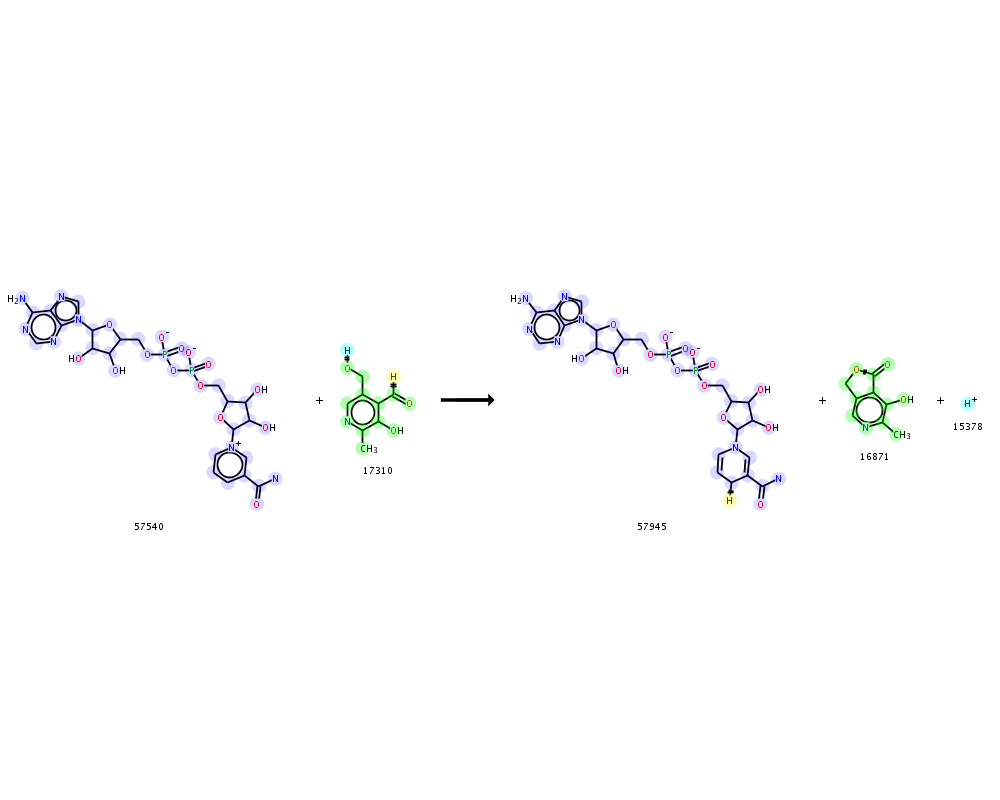 H₂N N N N N O HO OH O O⁻ P O O O⁻ P O O O OH OH N⁺ N O
57540
+
H O H O N OH CH₃
17310
H₂N N N N N O HO OH O O⁻ P O O O⁻ P O O O OH OH N N O H
57945
+
O O OH N CH₃
16871
+
H⁺
15378